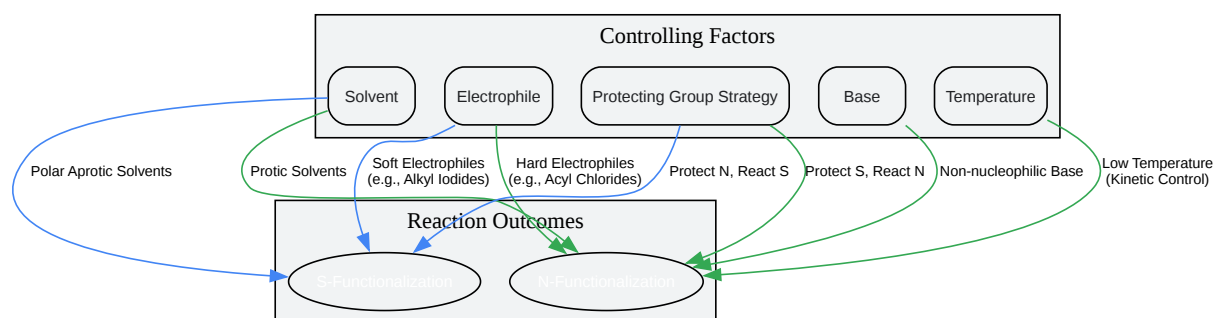 Controlling Factors
Solvent
Electrophile
Protecting Group Strategy
Base
Temperature
Polar Aprotic Solvents
Protic Solvents
Soft Electrophiles
(e.g., Alkyl Iodides)
Hard Electrophiles
(e.g., Acyl Chlorides)
Protect N, React S
Protect S, React N
Non-nucleophilic Base
Low Temperature
(Kinetic Control)
Reaction Outcomes
S-Functionalization
N-Functionalization